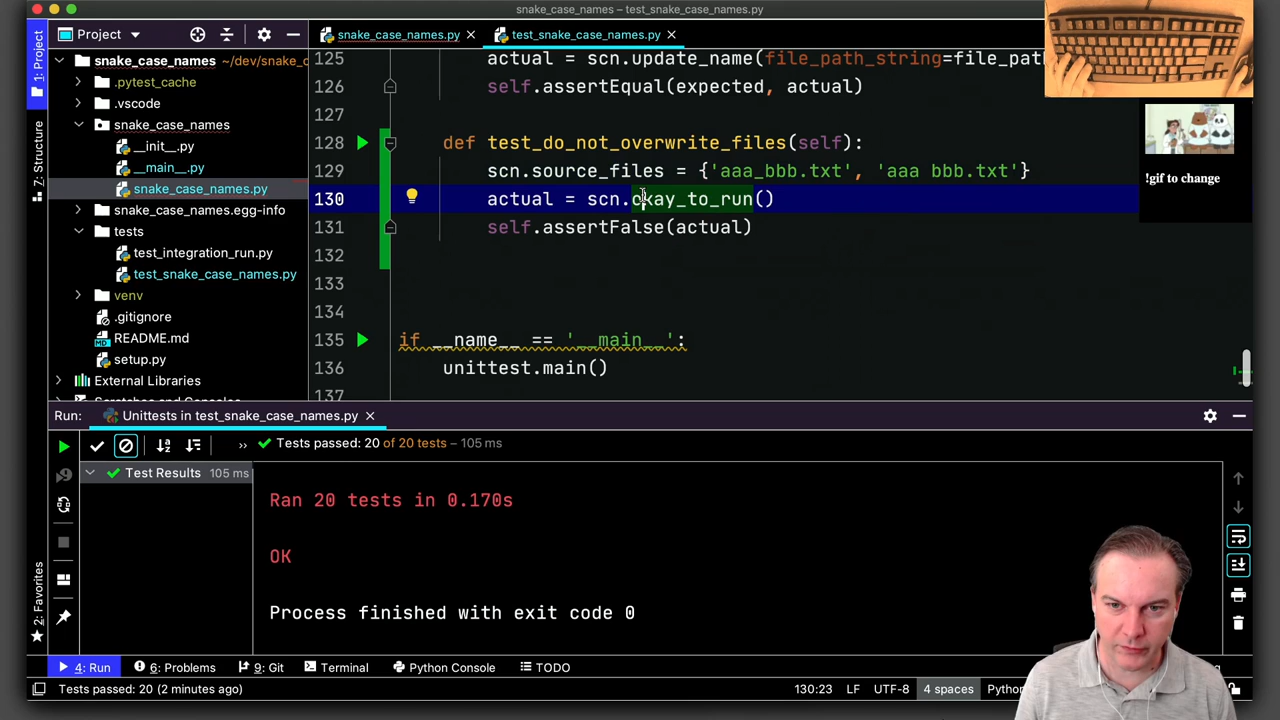 snake_case_names – test_snake_case_names.py
1: Project
Project
snake_case_names.py
test_snake_case_names.py
snake_case_names ~/dev/snake_c
.pytest_cache
.vscode
snake_case_names
__init__.py
__main__.py
snake_case_names.py
snake_case_names.egg-info
tests
test_integration_run.py
test_snake_case_names.py
venv
.gitignore
README.md
setup.py
External Libraries
Z: Structure
2: Favorites
125 actual = scn.update_name(file_path_string=file_path
126 self.assertEqual(expected, actual)
127
128 def test_do_not_overwrite_files(self):
129 scn.source_files = {'aaa_bbb.txt', 'aaa bbb.txt'}
130 actual = scn.okay_to_run()
131 self.assertFalse(actual)
132
133
134
135 if __name__ == '__main__':
136 unittest.main()
137
!gif to change
Run: Unittests in test_snake_case_names.py
Tests passed: 20 of 20 tests – 105 ms
Test Results 105 ms
Ran 20 tests in 0.170s
OK
Process finished with exit code 0
4: Run 6: Problems 9: Git Terminal Python Console TODO
Tests passed: 20 (2 minutes ago) 130:23 LF UTF-8 4 spaces